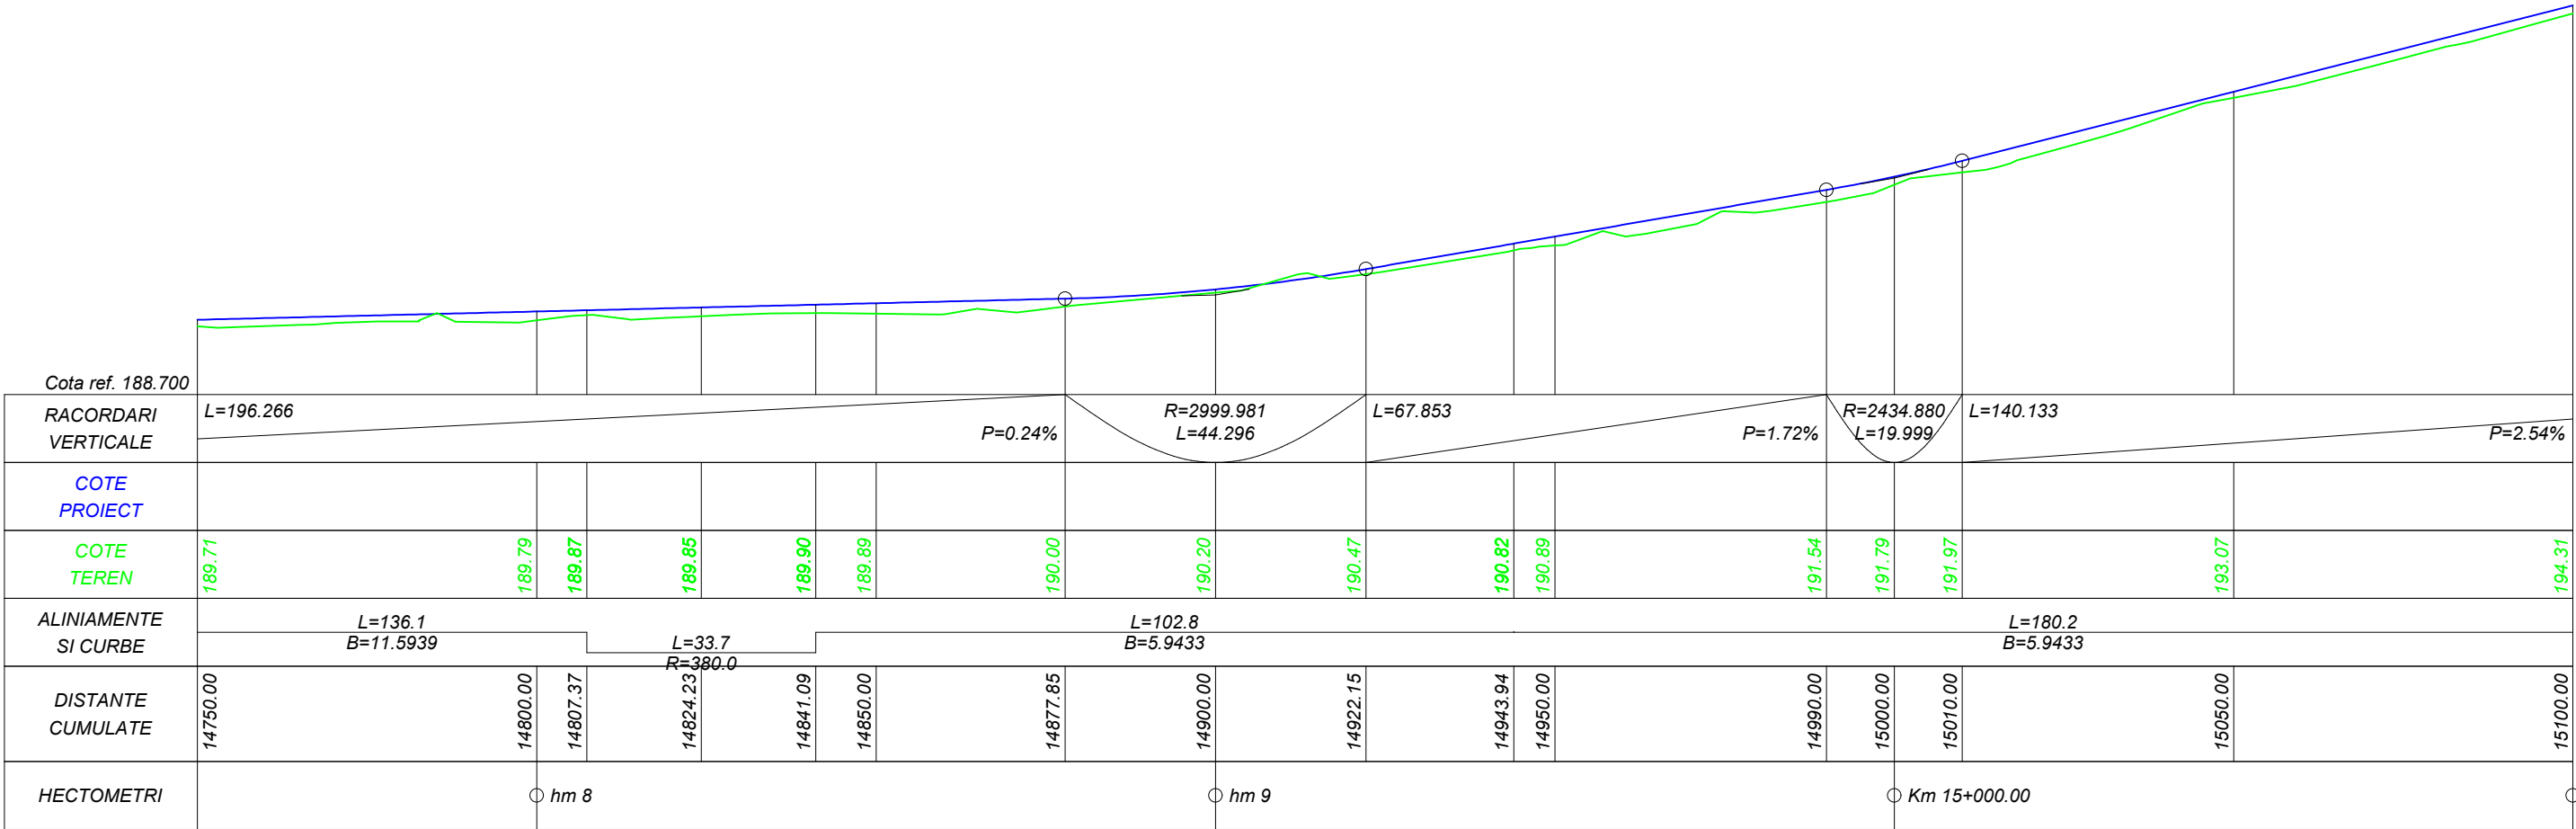 Cota ref. 188.700
RACORDARI
VERTICALE
L=196.266
P=0.24%
R=2999.981
L=44.296
L=67.853
P=1.72%
R=2434.880
L=19.999
L=140.133
P=2.54%
COTE
PROIECT
COTE
TEREN
189.71
189.79
189.87
189.85
189.90
189.89
190.00
190.20
190.47
190.82
190.89
191.54
191.79
191.97
193.07
194.31
ALINIAMENTE
SI CURBE
L=136.1
B=11.5939
L=33.7
R=380.0
L=102.8
B=5.9433
L=180.2
B=5.9433
DISTANTE
CUMULATE
14750.00
14800.00
14807.37
14824.23
14841.09
14850.00
14877.85
14900.00
14922.15
14943.94
14950.00
14990.00
15000.00
15010.00
15050.00
15100.00
HECTOMETRI
hm 8
hm 9
Km 15+000.00